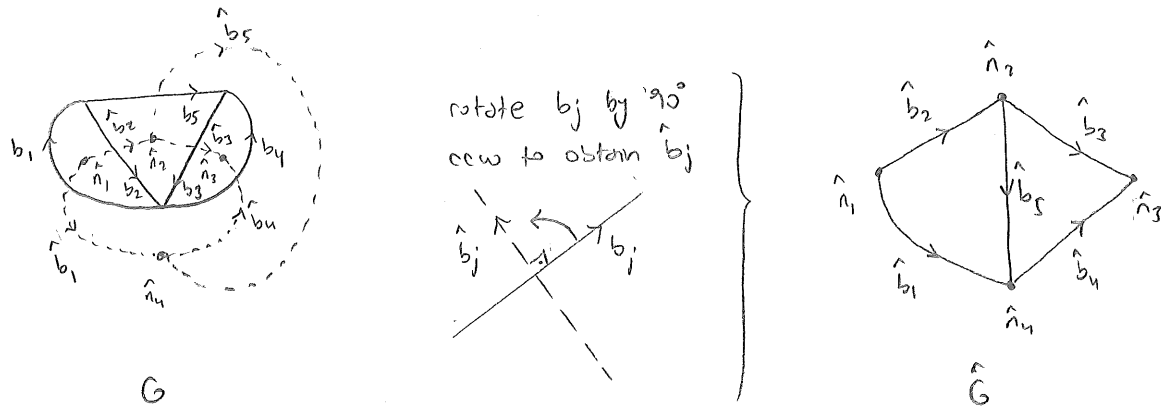 b̂5
b1
b̂2
b5
b̂3
b4
n̂1
n̂2
n̂3
b2
b3
b̂1
b̂4
n̂4
G
rotate bj by 90°
ccw to obtain b̂j
b̂j
bj
n̂2
b̂2
b̂3
n̂1
b̂5
n̂3
b̂1
b̂4
n̂4
Ĝ